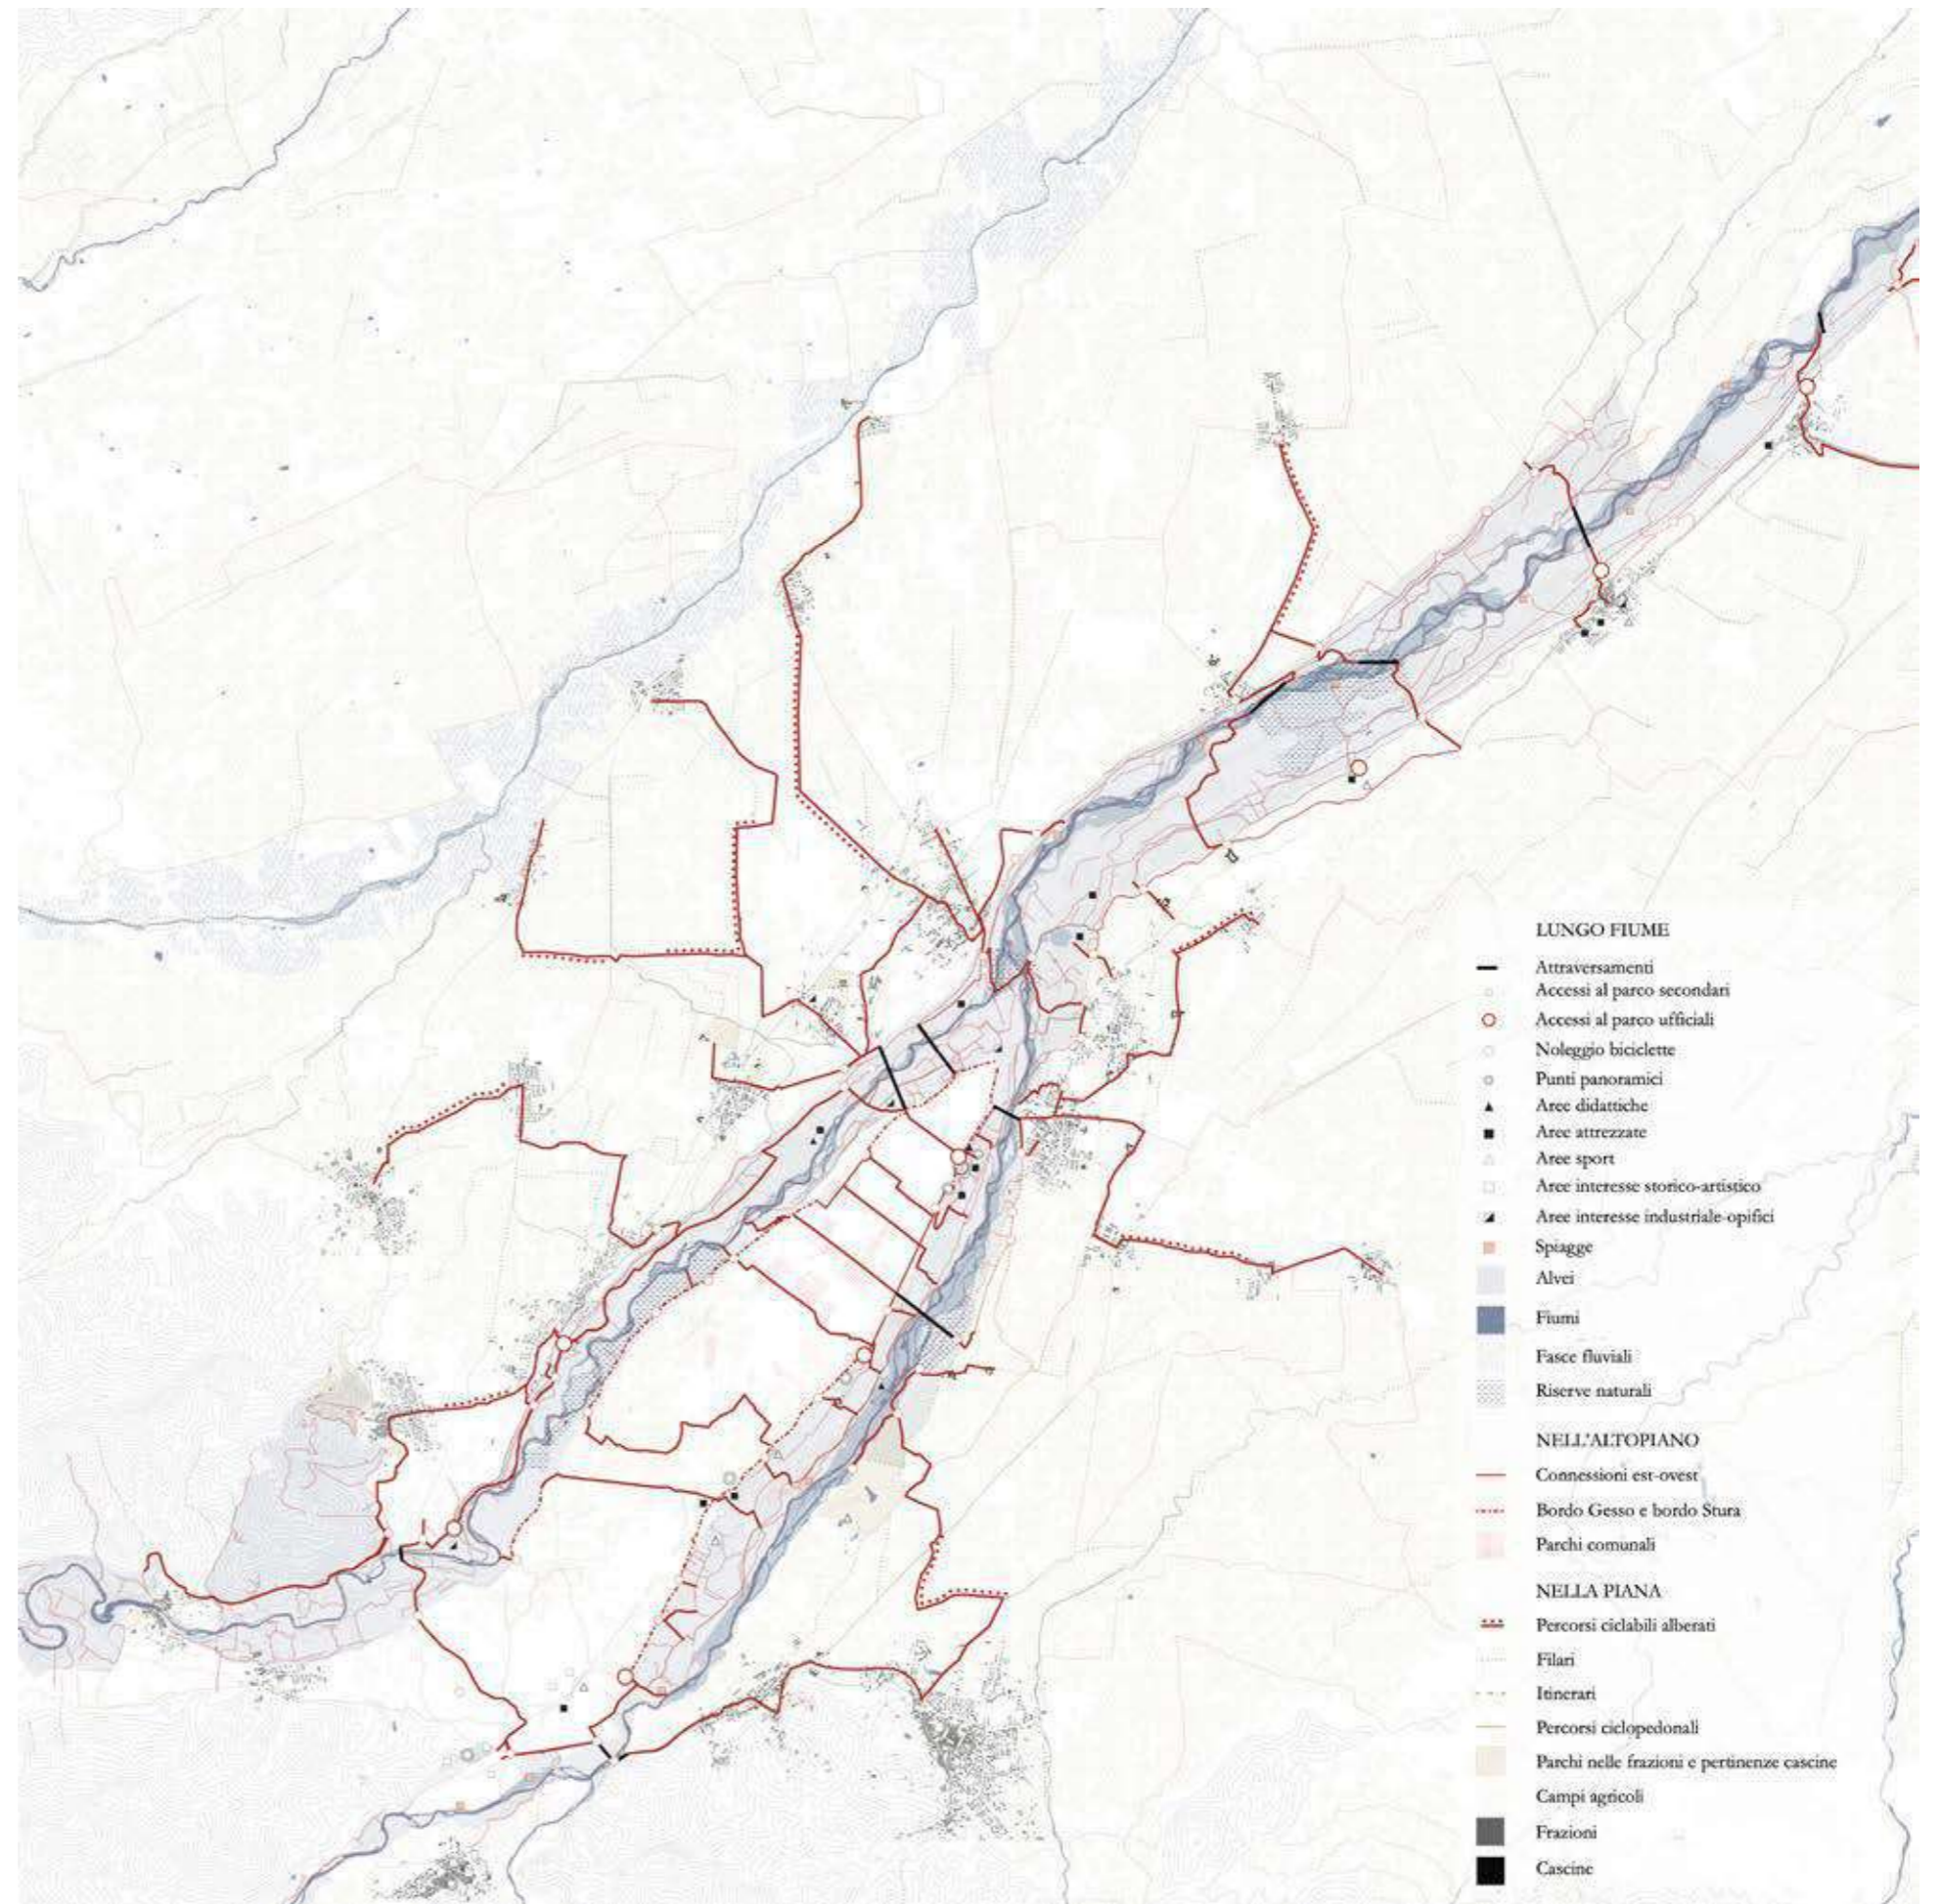 LUNGO FIUME
Attraversamenti
Accessi al parco secondari
Accessi al parco ufficiali
Noleggio biciclette
Punti panoramici
Aree didattiche
Aree attrezzate
Aree sport
Aree interesse storico-artistico
Aree interesse industriale-opifici
Spiagge
Alvei
Fiumi
Fasce fluviali
Riserve naturali
NELL'ALTOPIANO
Connessioni est-ovest
Bordo Gesso e bordo Stura
Parchi comunali
NELLA PIANA
Percorsi ciclabili alberati
Filari
Itinerari
Percorsi ciclopedonali
Parchi nelle frazioni e pertinenze cascine
Campi agricoli
Frazioni
Cascine